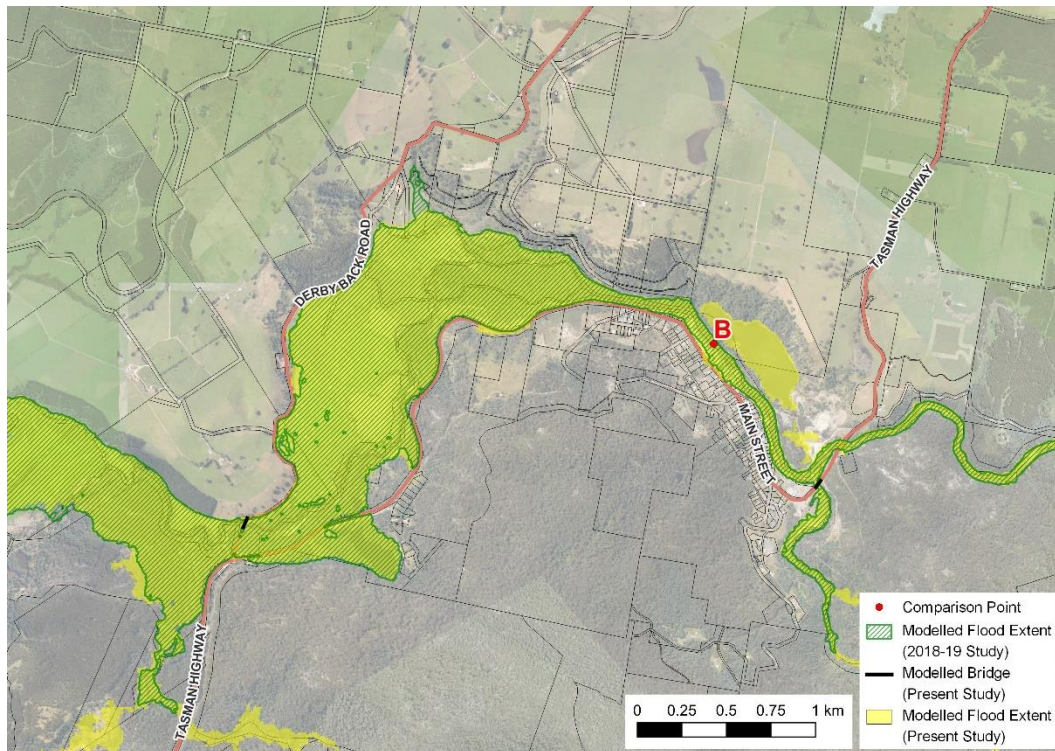 DERBY BACK ROAD
TASMAN HIGHWAY
B
MAIN STREET
TASMAN HIGHWAY
Comparison Point
Modelled Flood Extent
(2018-19 Study)
Modelled Bridge
(Present Study)
Modelled Flood Extent
(Present Study)
0 0.25 0.5 0.75 1 km